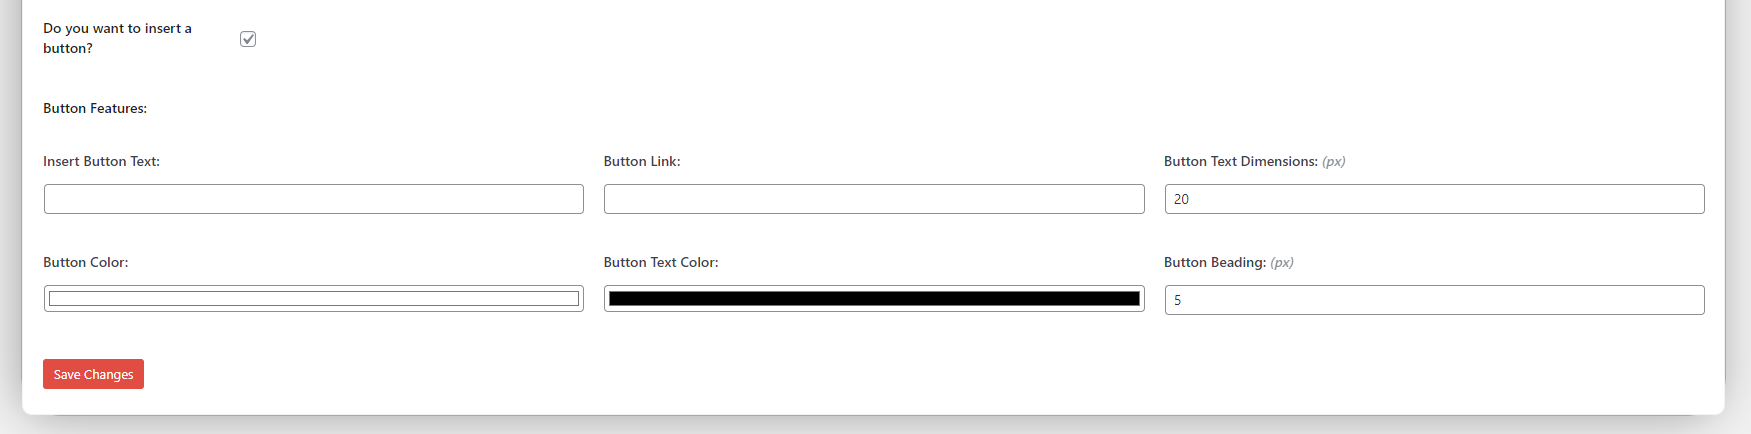 Do you want to insert a
button?
Button Features:
Insert Button Text:
Button Link:
Button Text Dimensions: (px)
20
Button Color:
Button Text Color:
Button Beading: (px)
5
Save Changes